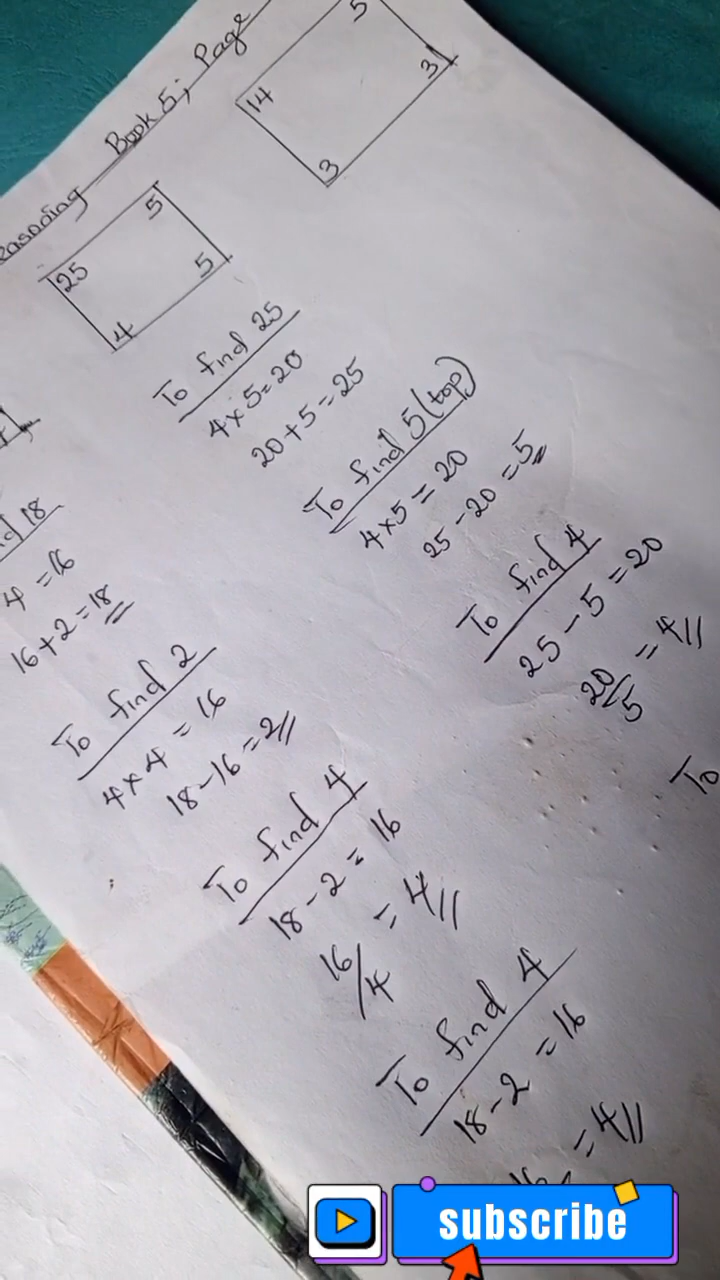 Reasoning Book 5; Page
5
14
3
3
5
25
5
4
To find 25
4 x 5 = 20
20 + 5 = 25
To find 5 (top)
4 x 5 = 20
25 - 20 = 5
To find 4
25 - 5 = 20
20/5 = 4
18
4 = 16
16 + 2 = 18
To find 2
4 x 4 = 16
18 - 16 = 2
To find 4
18 - 2 = 16
16/4 = 4
To find 4
18 - 2 = 16
16 = 4
To
subscribe